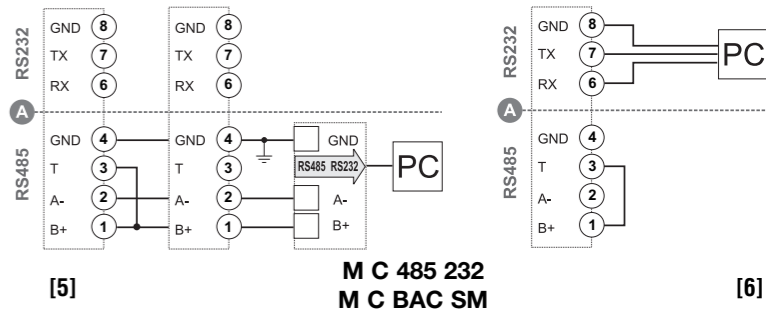 RS232
GND 8 GND 8
TX 7 TX 7
RX 6 RX 6
A
RS485
GND 4 GND 4 GND
T 3 T 3 RS485 RS232 PC
A- 2 A- 2 A-
B+ 1 B+ 1 B+
[5]
M C 485 232
M C BAC SM
RS232
GND 8
TX 7 PC
RX 6
A
RS485
GND 4
T 3
A- 2
B+ 1
[6]